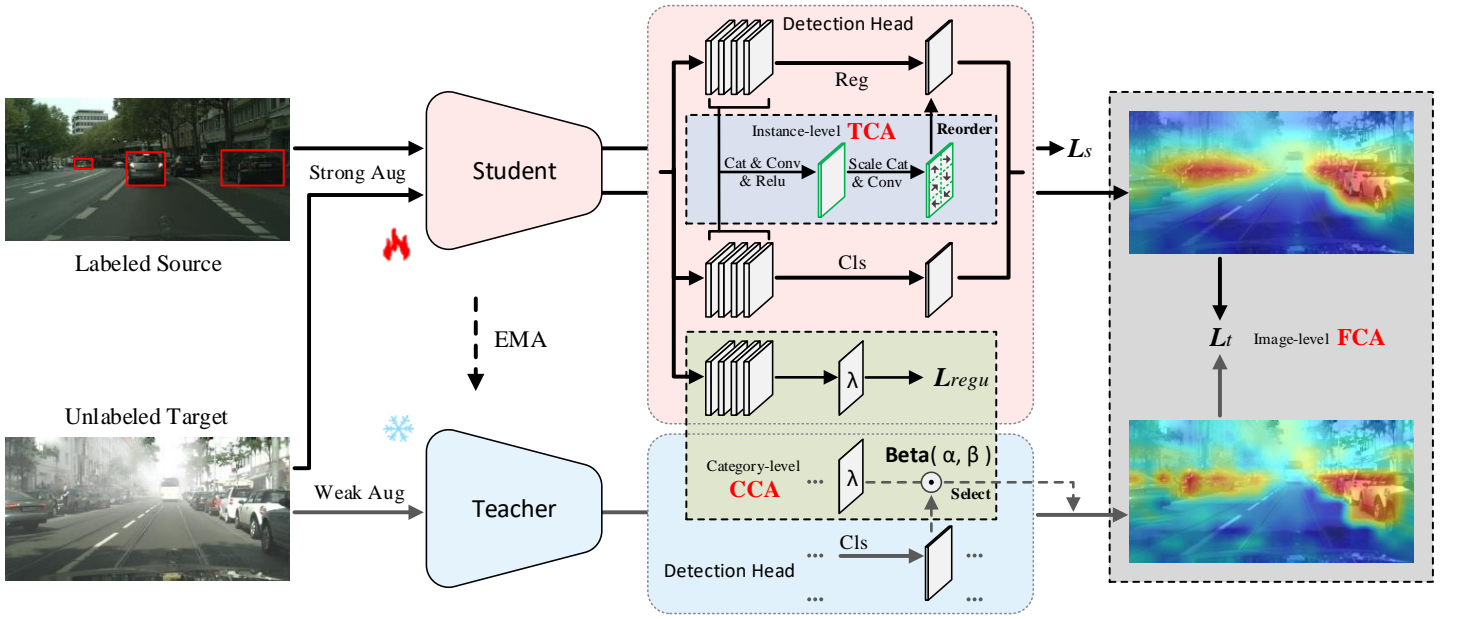 Detection Head
Reg
Instance-level TCA
Reorder
Cat & Conv
& Relu
Scale Cat
& Conv
Ls
Strong Aug
Student
Labeled Source
Cls
EMA
Lt
Image-level FCA
λ
Lregu
Unlabeled Target
Weak Aug
Teacher
Category-level
CCA
...
λ
Beta( α, β )
Select
... Cls ...
Detection Head
... ...